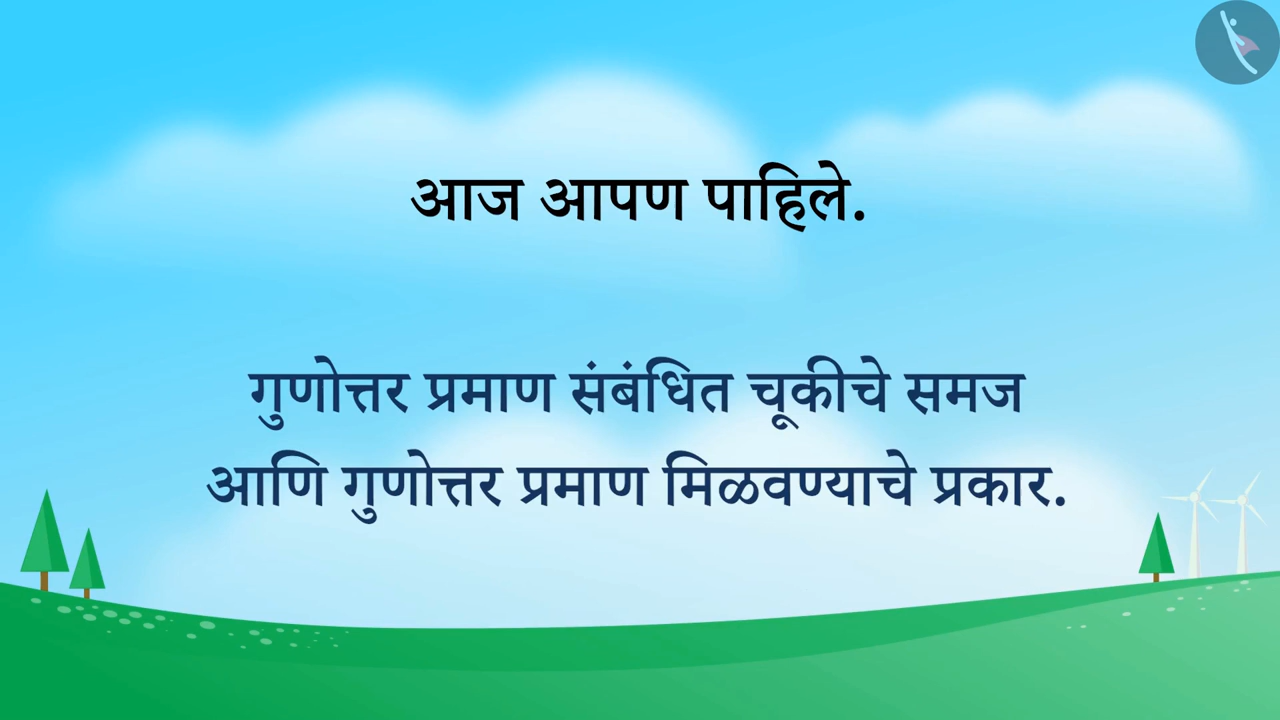 आज आपण पाहिले.
गुणोत्तर प्रमाण संबंधित चूकीचे समज
आणि गुणोत्तर प्रमाण मिळवण्याचे प्रकार.